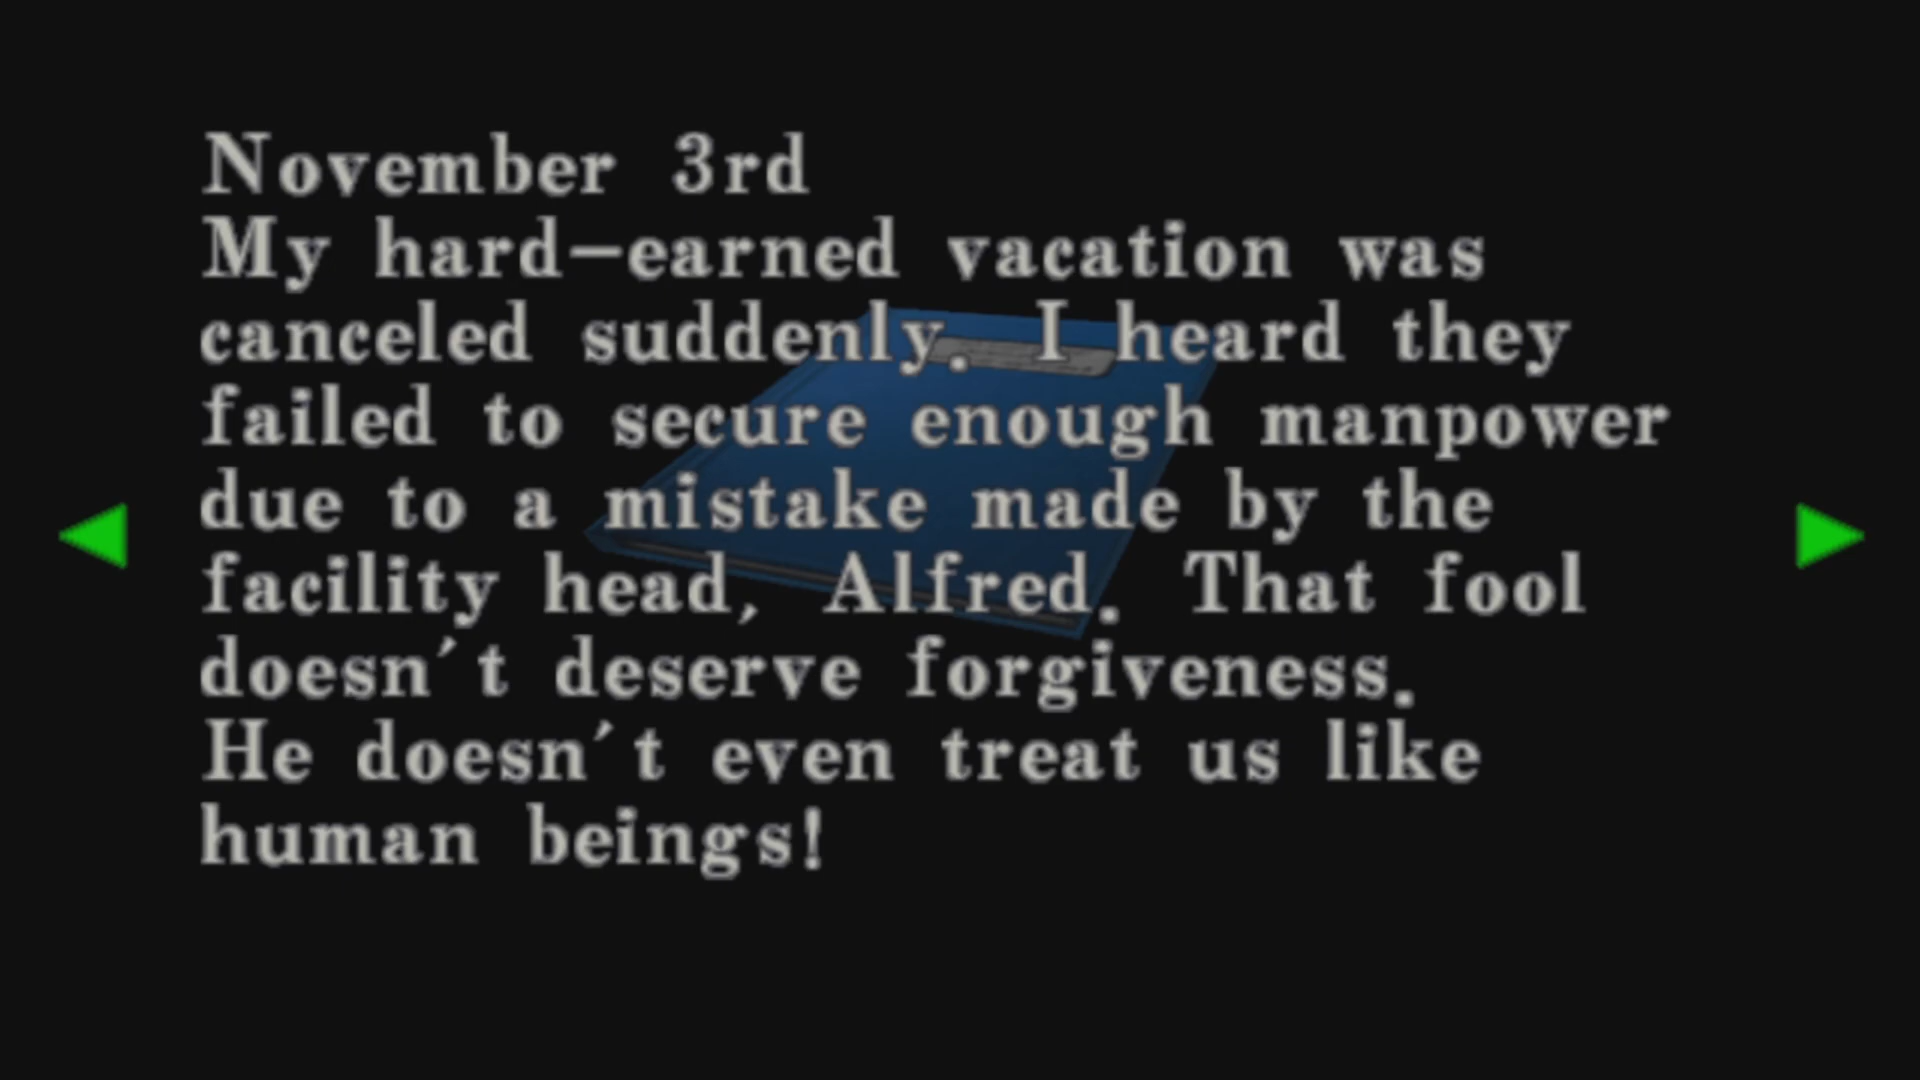 November 3rd
My hard-earned vacation was
canceled suddenly. I heard they
failed to secure enough manpower
due to a mistake made by the
facility head, Alfred. That fool
doesn't deserve forgiveness.
He doesn't even treat us like
human beings!